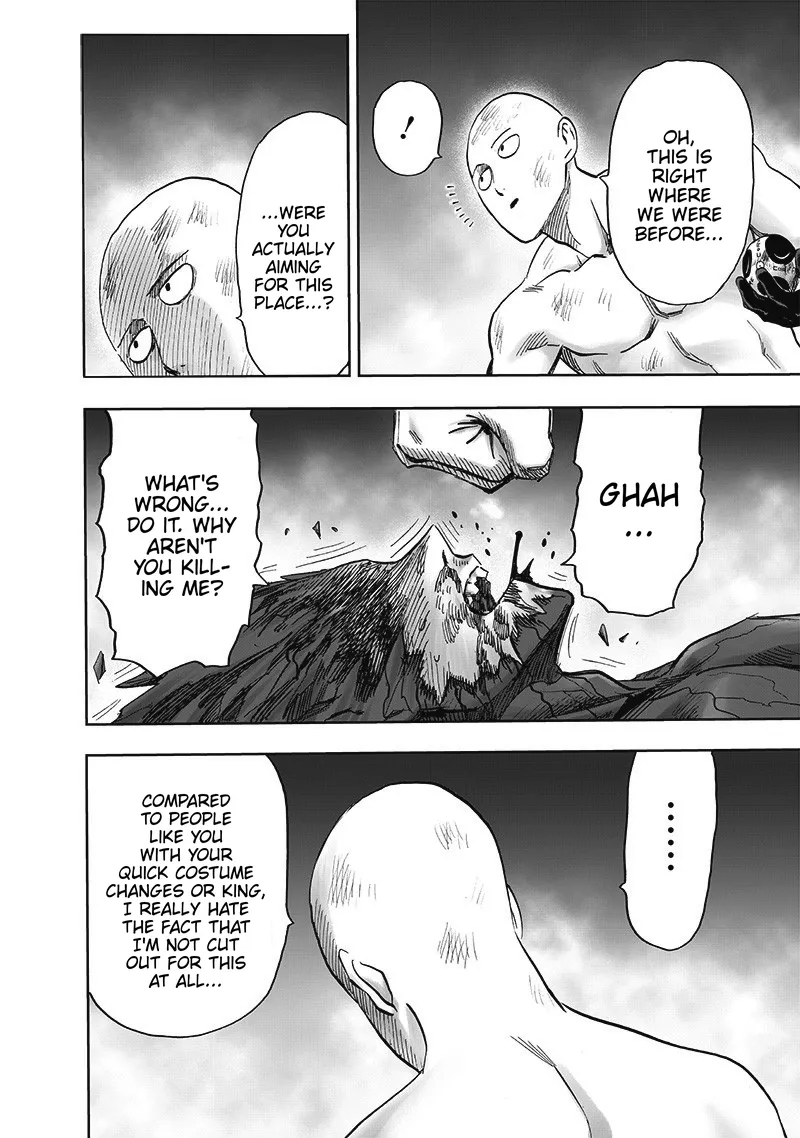 !
OH,
THIS IS
RIGHT
WHERE
WE WERE
BEFORE...
...WERE
YOU
ACTUALLY
AIMING
FOR THIS
PLACE...?
GHAH
...
WHAT'S
WRONG...
DO IT. WHY
AREN'T
YOU KILL-
ING ME?
......
COMPARED
TO PEOPLE
LIKE YOU
WITH YOUR
QUICK COSTUME
CHANGES OR KING,
I REALLY HATE
THE FACT THAT
I'M NOT CUT
OUT FOR THIS
AT ALL...